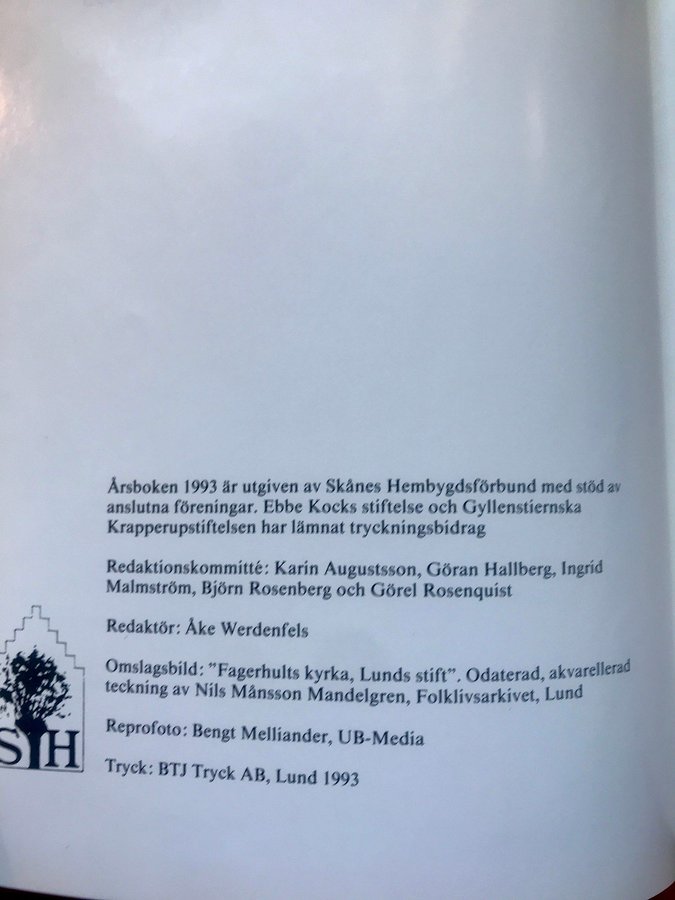 Årsboken 1993 är utgiven av Skånes Hembygdsförbund med stöd av
anslutna föreningar. Ebbe Kocks stiftelse och Gyllenstiernska
Krapperupstiftelsen har lämnat tryckningsbidrag
Redaktionskommitté: Karin Augustsson, Göran Hallberg, Ingrid
Malmström, Björn Rosenberg och Görel Rosenquist
Redaktör: Åke Werdenfels
Omslagsbild: ”Fagerhults kyrka, Lunds stift”. Odaterad, akvarellerad
teckning av Nils Månsson Mandelgren, Folklivsarkivet, Lund
Reprofoto: Bengt Melliander, UB-Media
SH
Tryck: BTJ Tryck AB, Lund 1993